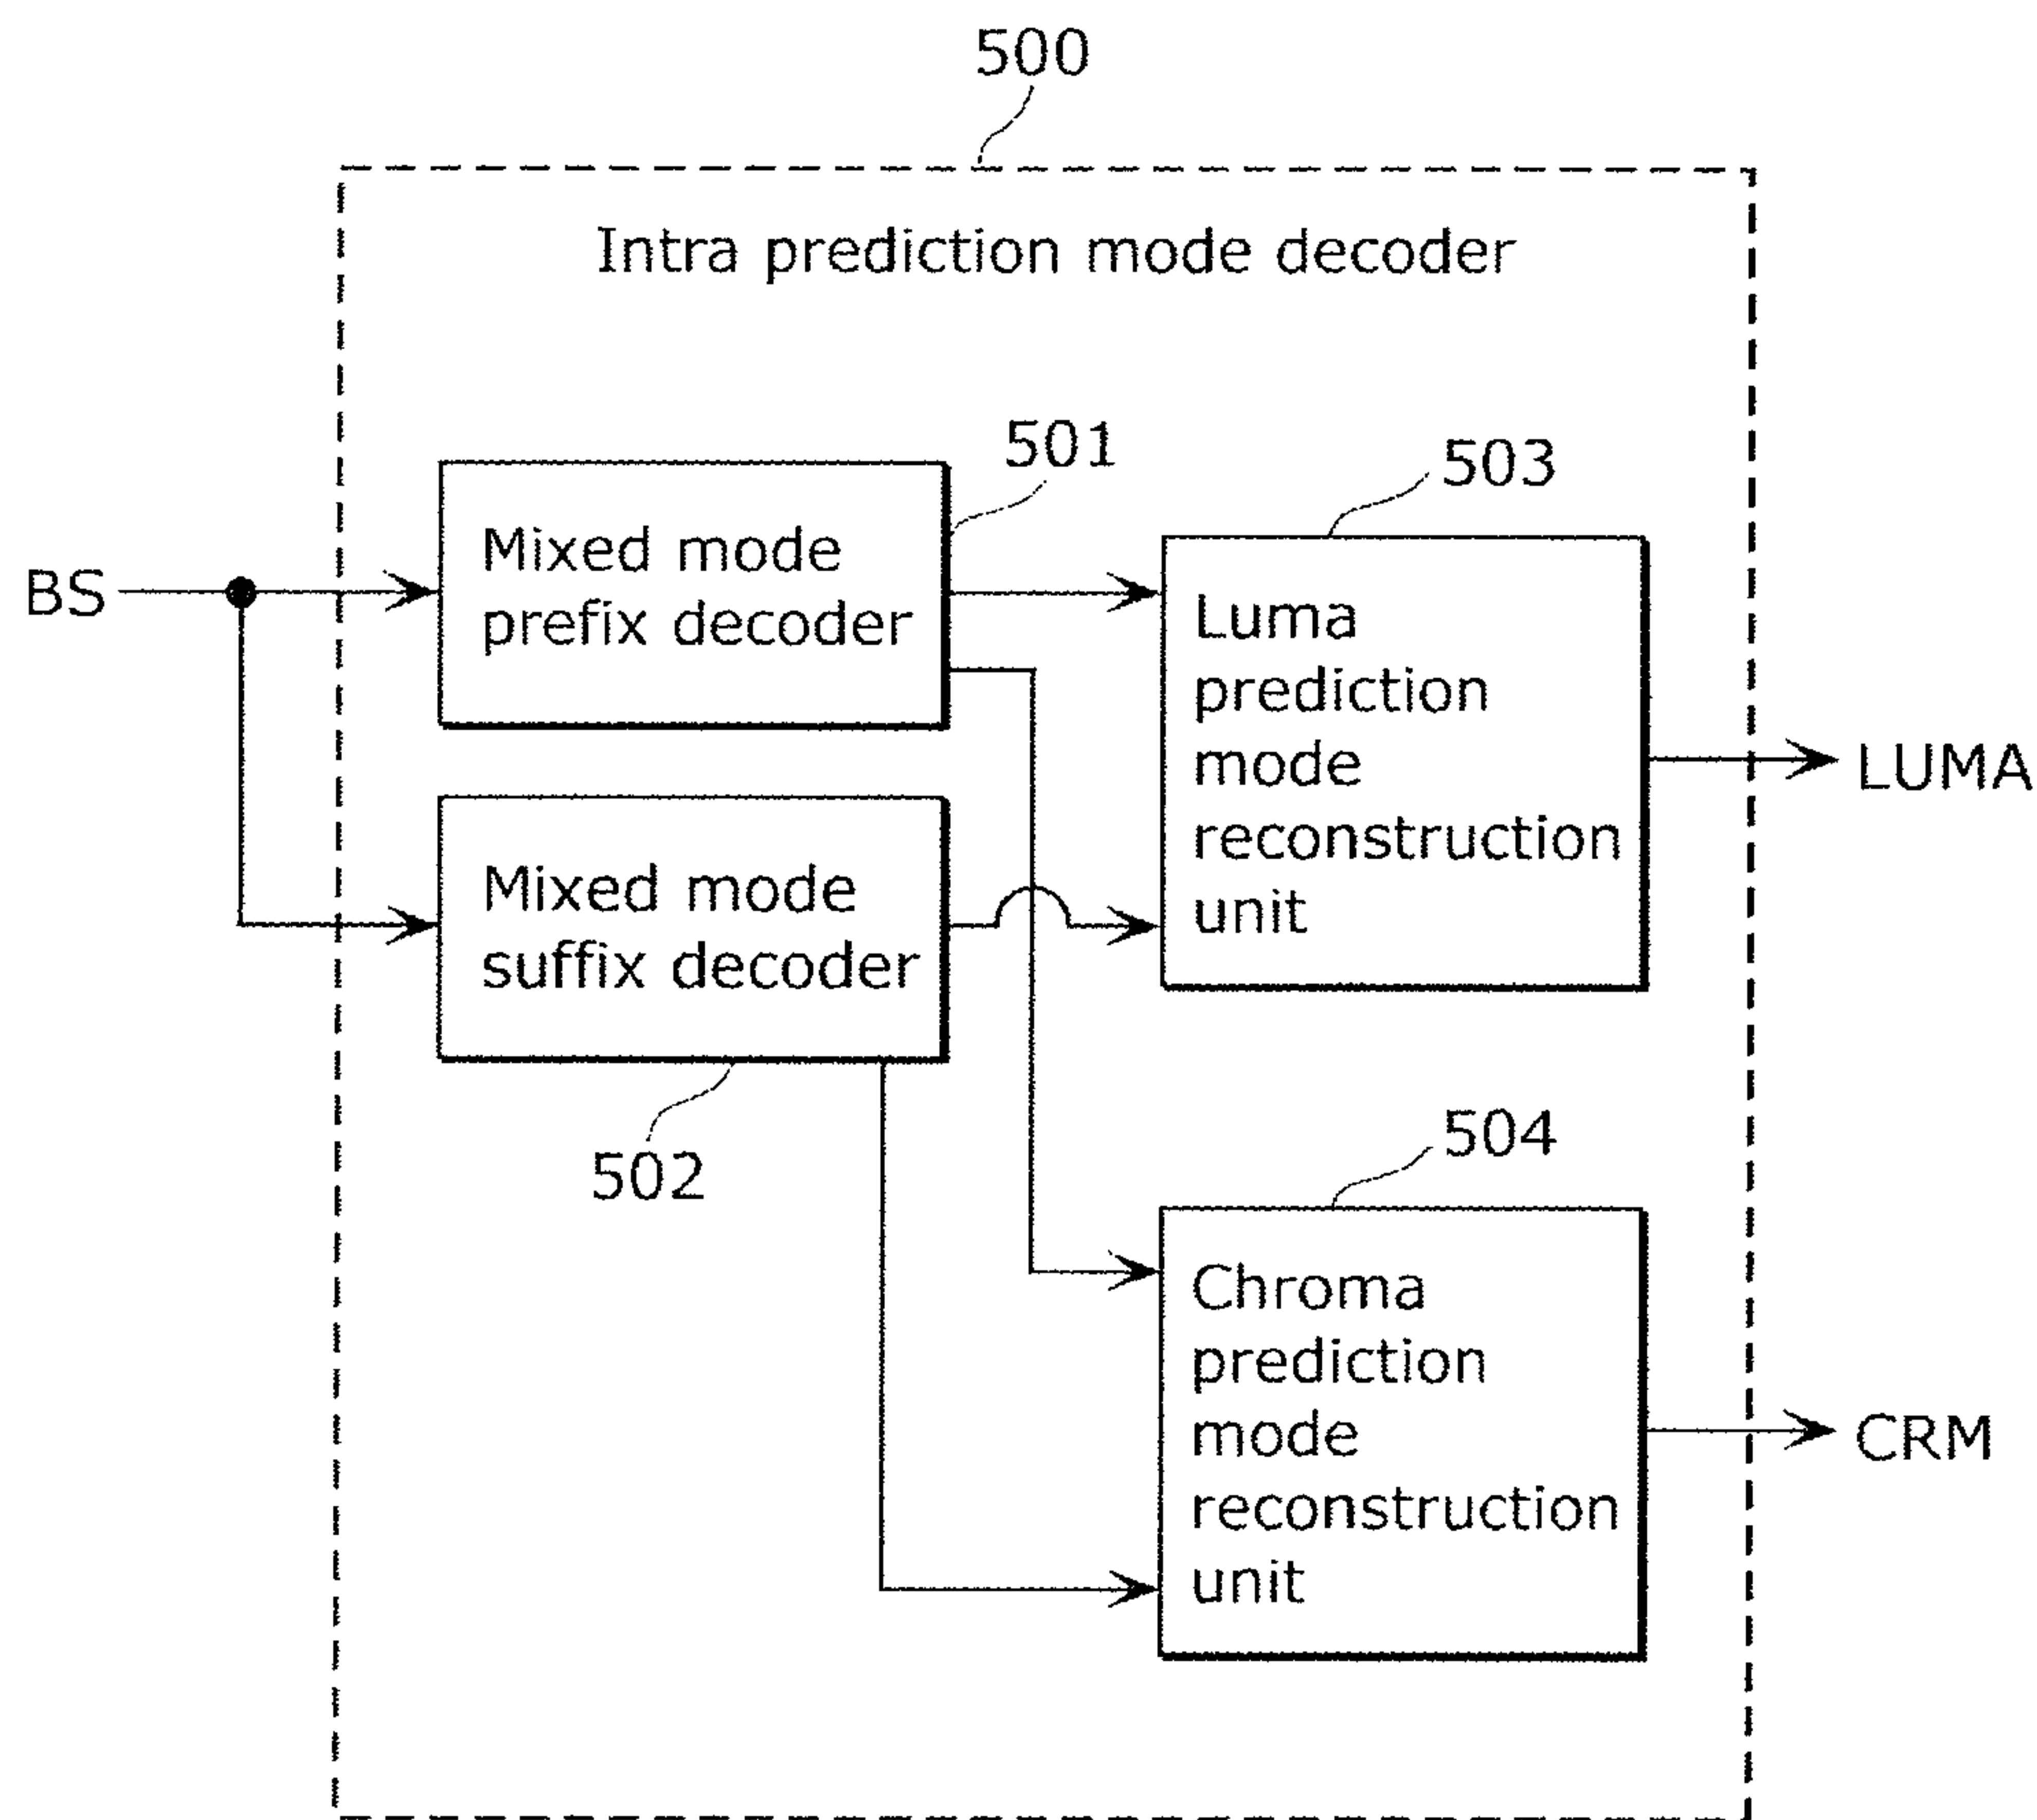 500
Intra prediction mode decoder
501
503
Mixed mode
prefix decoder
BS
Luma
prediction
mode
reconstruction
unit
LUMA
Mixed mode
suffix decoder
502
504
Chroma
prediction
mode
reconstruction
unit
CRM